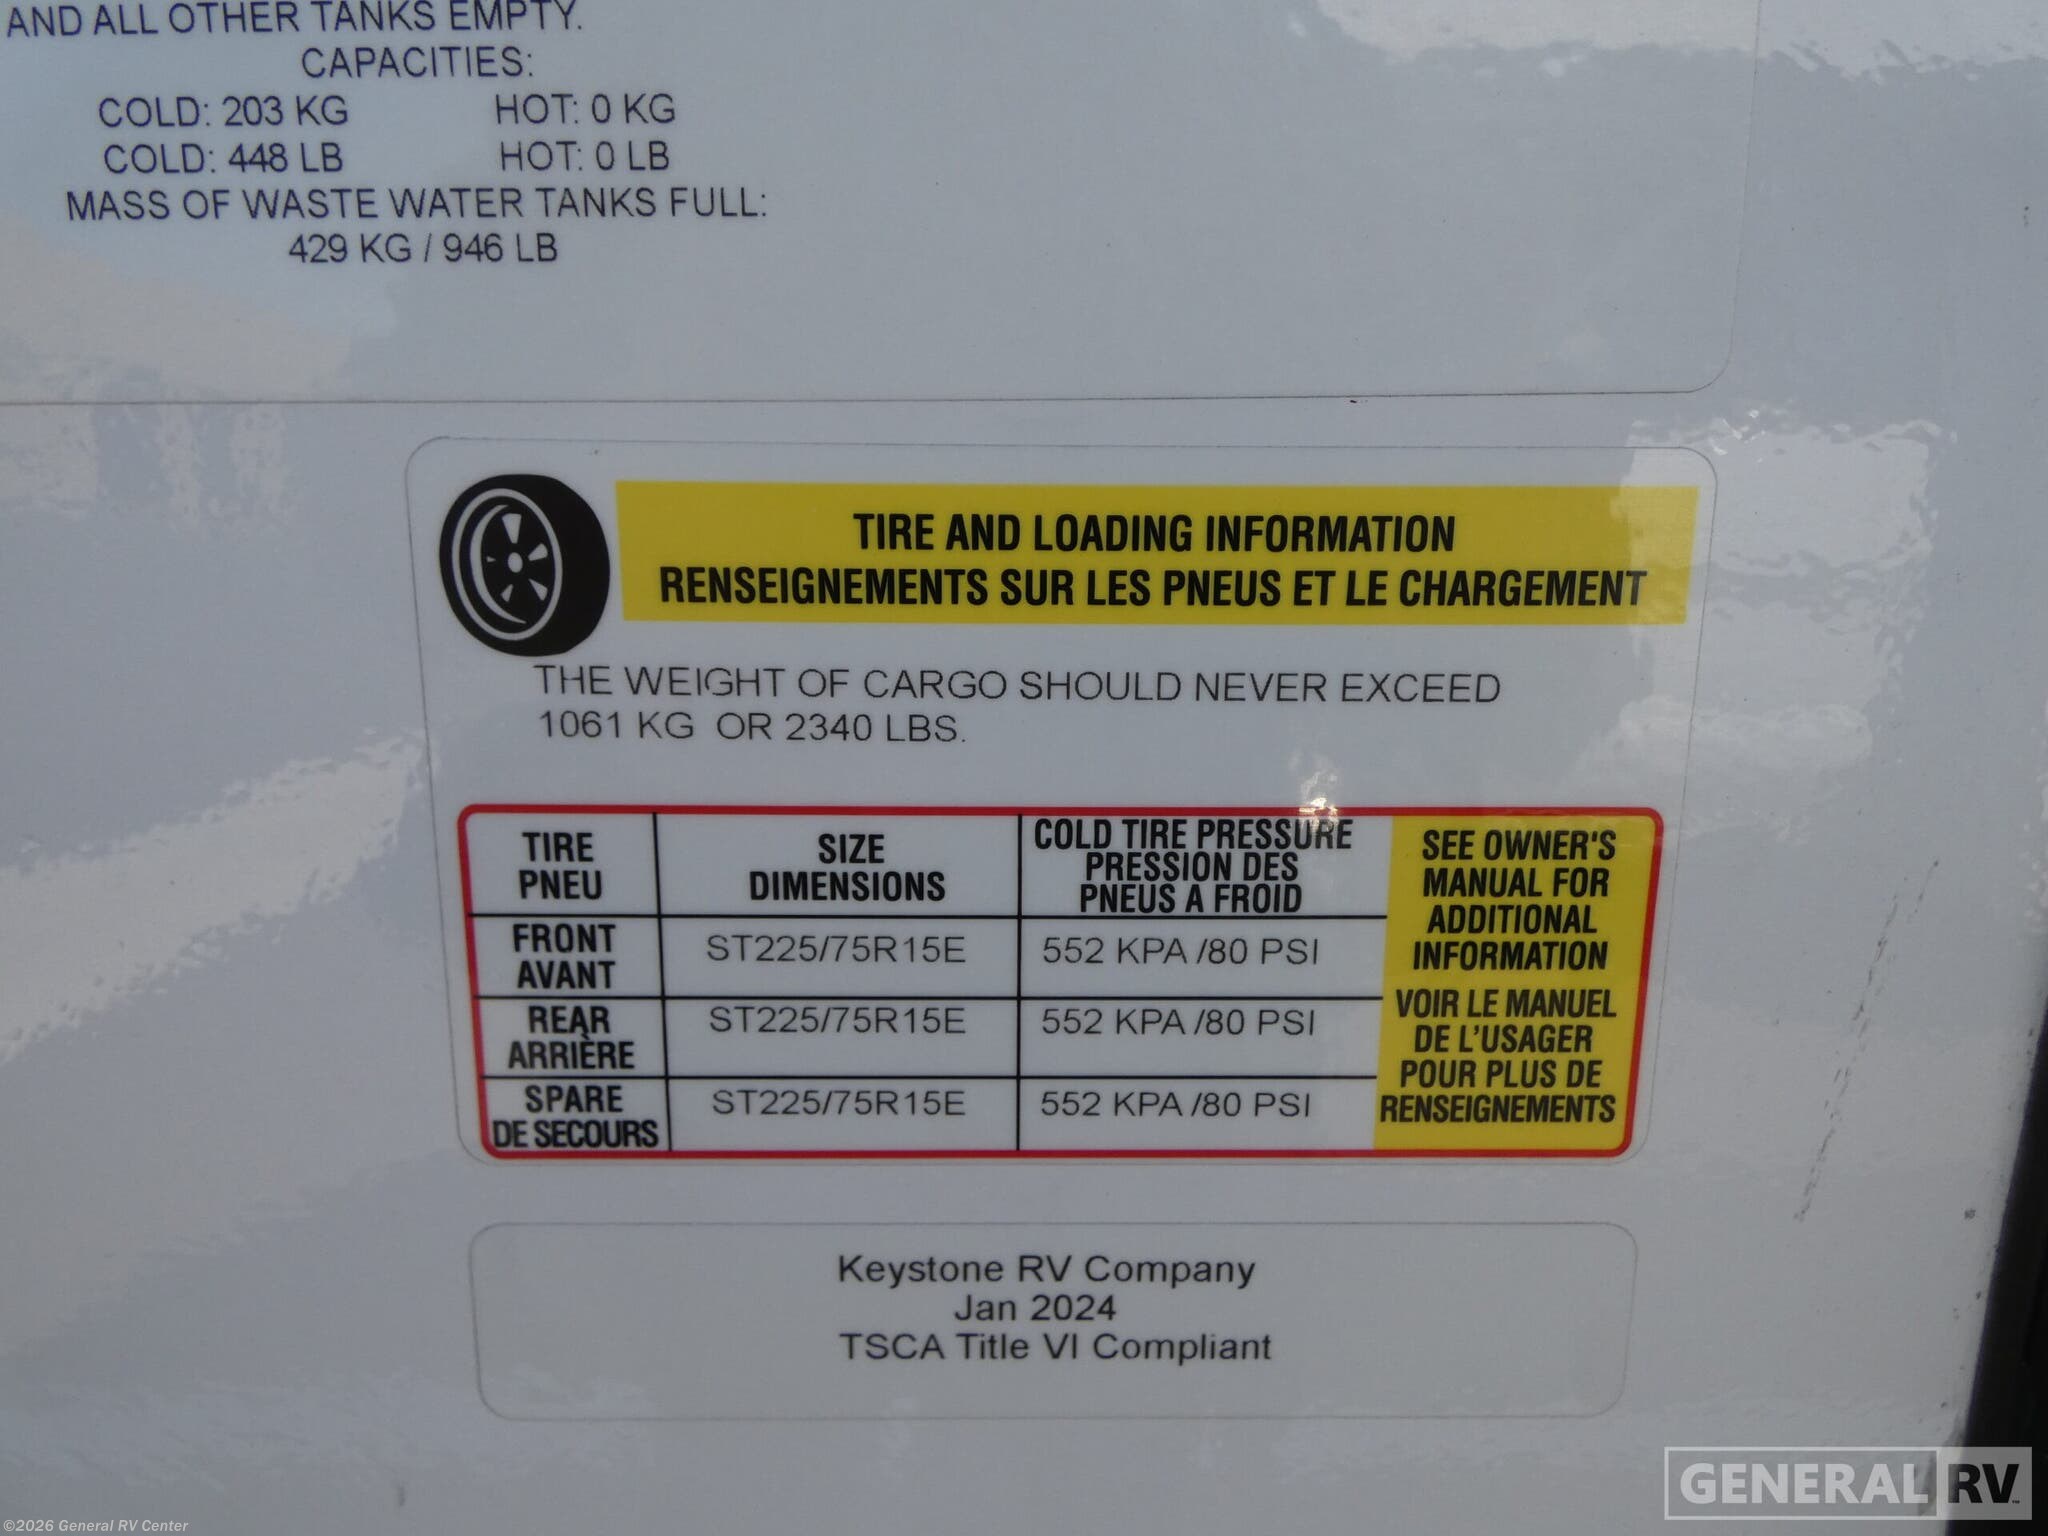 AND ALL OTHER TANKS EMPTY.
CAPACITIES:
COLD: 203 KG HOT: 0 KG
COLD: 448 LB HOT: 0 LB
MASS OF WASTE WATER TANKS FULL:
429 KG / 946 LB
TIRE AND LOADING INFORMATION
RENSEIGNEMENTS SUR LES PNEUS ET LE CHARGEMENT
THE WEIGHT OF CARGO SHOULD NEVER EXCEED
1061 KG OR 2340 LBS.
TIRE
PNEU
SIZE
DIMENSIONS
COLD TIRE PRESSURE
PRESSION DES
PNEUS A FROID
FRONT
AVANT
ST225/75R15E
552 KPA /80 PSI
REAR
ARRIÈRE
ST225/75R15E
552 KPA /80 PSI
SPARE
DE SECOURS
ST225/75R15E
552 KPA /80 PSI
SEE OWNER'S
MANUAL FOR
ADDITIONAL
INFORMATION
VOIR LE MANUEL
DE L'USAGER
POUR PLUS DE
RENSEIGNEMENTS
Keystone RV Company
Jan 2024
TSCA Title VI Compliant
GENERAL RV™
©2026 General RV Center